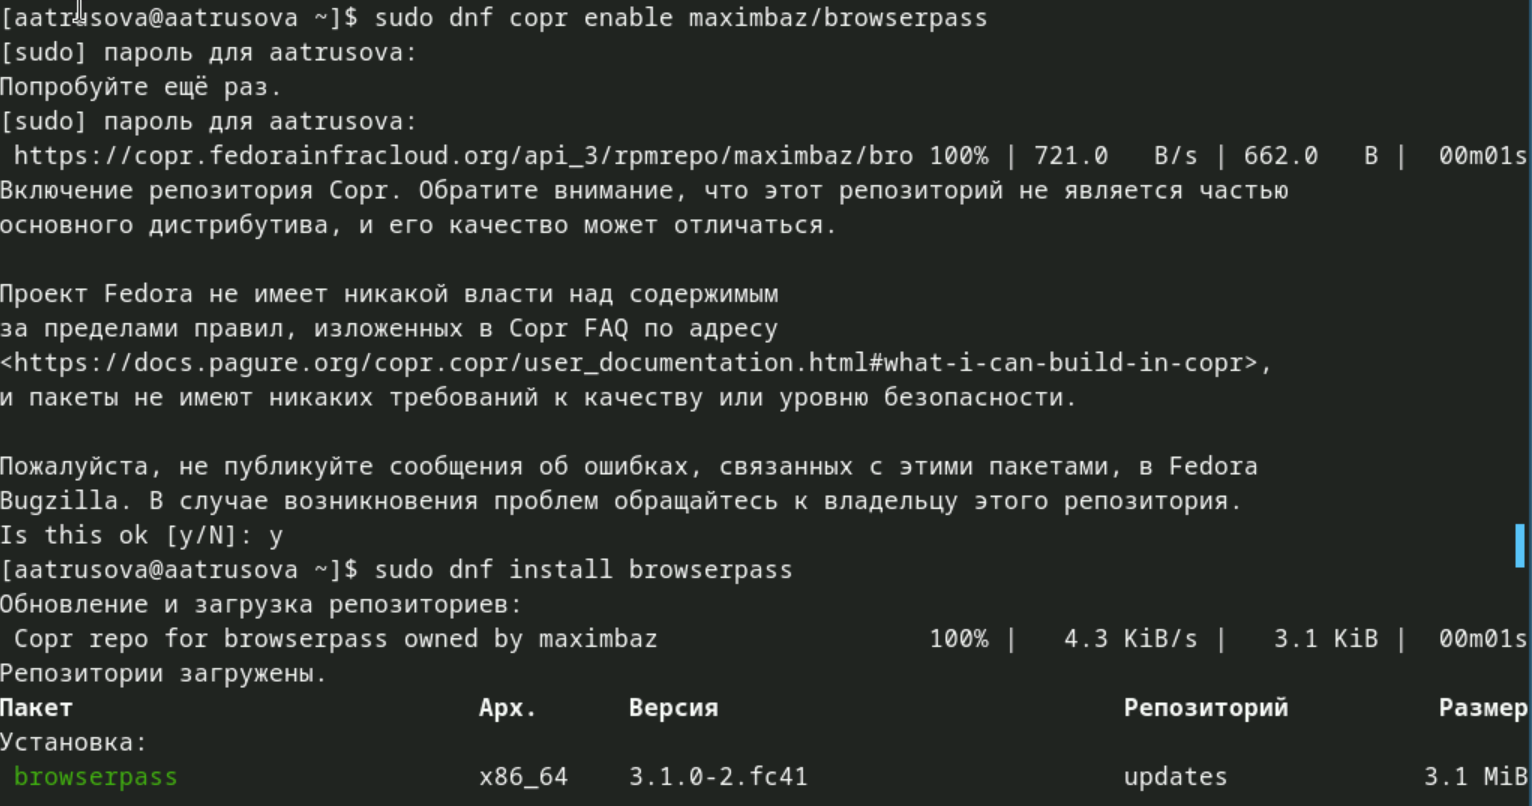 [aatrusova@aatrusova ~]$ sudo dnf copr enable maximbaz/browserpass
[sudo] пароль для aatrusova:
Попробуйте ещё раз.
[sudo] пароль для aatrusova:
https://copr.fedorainfracloud.org/api_3/rpmrepo/maximbaz/bro 100% | 721.0   B/s | 662.0   B |  00m01s
Включение репозитория Copr. Обратите внимание, что этот репозиторий не является частью
основного дистрибутива, и его качество может отличаться.
Проект Fedora не имеет никакой власти над содержимым
за пределами правил, изложенных в Copr FAQ по адресу
<https://docs.pagure.org/copr.copr/user_documentation.html#what-i-can-build-in-copr>,
и пакеты не имеют никаких требований к качеству или уровню безопасности.
Пожалуйста, не публикуйте сообщения об ошибках, связанных с этими пакетами, в Fedora
Bugzilla. В случае возникновения проблем обращайтесь к владельцу этого репозитория.
Is this ok [y/N]: y
[aatrusova@aatrusova ~]$ sudo dnf install browserpass
Обновление и загрузка репозиториев:
Copr repo for browserpass owned by maximbaz 100% |   4.3 KiB/s |   3.1 KiB |  00m01s
Репозитории загружены.
Пакет Арх. Версия Репозиторий Размер
Установка:
browserpass x86_64 3.1.0-2.fc41 updates 3.1 MiB